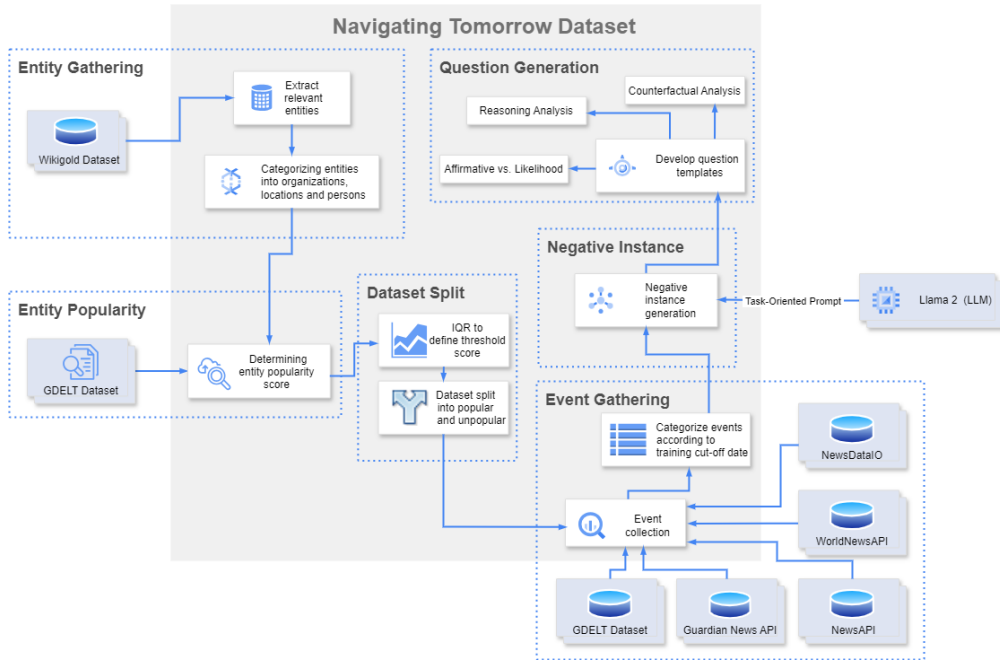 Navigating Tomorrow Dataset
Entity Gathering
Extract
relevant
entities
Wikigold Dataset
Categorizing entities
into organizations,
locations and persons
Question Generation
Counterfactual Analysis
Reasoning Analysis
Affirmative vs. Likelihood
Develop question
templates
Negative Instance
Negative
instance
generation
Task-Oriented Prompt
Llama 2 (LLM)
Entity Popularity
GDELT Dataset
Determining
entity popularity
score
Dataset Split
IQR to
define threshold
score
Dataset split
into popular
and unpopular
Event Gathering
Categorize events
according to
training cut-off date
NewsDataIO
Event
collection
WorldNewsAPI
GDELT Dataset
Guardian News API
NewsAPI